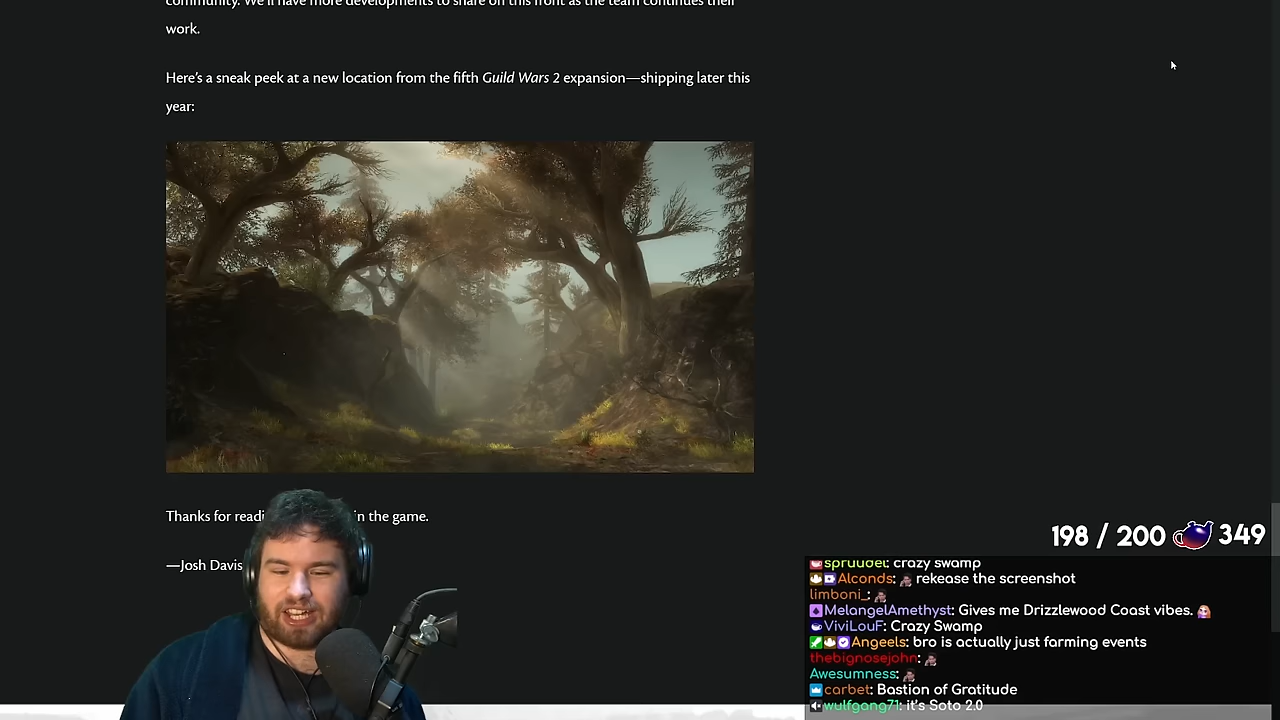 community. We'll have more developments to share on this front as the team continues their
work.
Here's a sneak peek at a new location from the fifth Guild Wars 2 expansion—shipping later this
year:
Thanks for readi n the game.
—Josh Davis
198 / 200 349
spruudel: crazy swamp
Alconds: rekease the screenshot
limboni_:
MelangelAmethyst: Gives me Drizzlewood Coast vibes.
ViviLouF: Crazy Swamp
Angeels: bro is actually just farming events
thebignosejohn:
Awesumness:
carbet: Bastion of Gratitude
wulfgang71: it's Soto 2.0